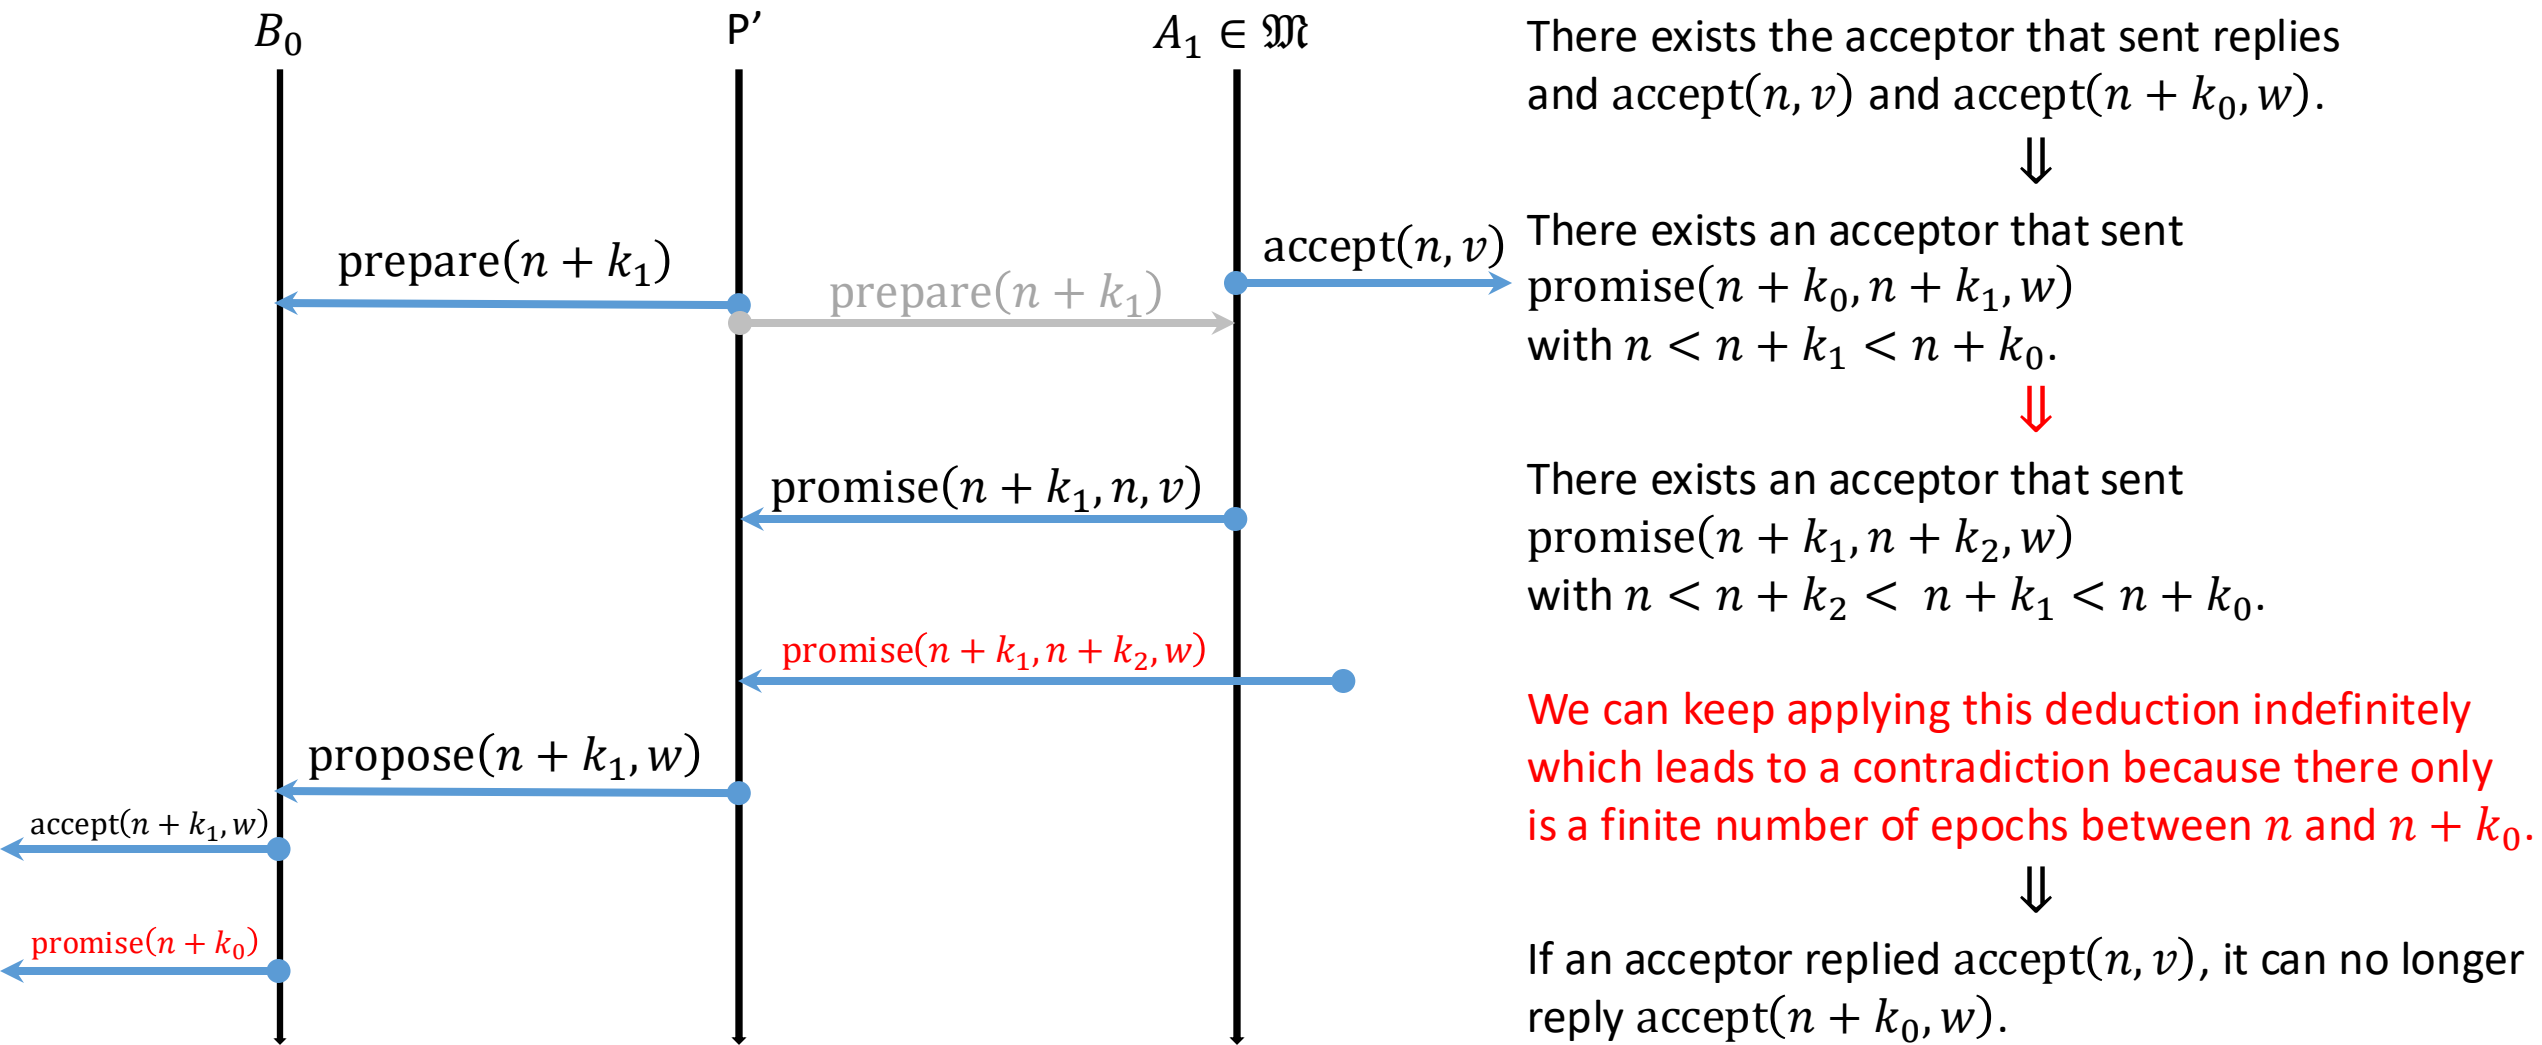 B₀ P’ A₁ ∈ 𝔐
prepare(n + k₁)
prepare(n + k₁)
accept(n, v)
promise(n + k₁, n, v)
promise(n + k₁, n + k₂, w)
propose(n + k₁, w)
accept(n + k₁, w)
promise(n + k₀)
There exists the acceptor that sent replies
and accept(n, v) and accept(n + k₀, w).
⇓
There exists an acceptor that sent
promise(n + k₀, n + k₁, w)
with n < n + k₁ < n + k₀.
⇓
There exists an acceptor that sent
promise(n + k₁, n + k₂, w)
with n < n + k₂ < n + k₁ < n + k₀.
We can keep applying this deduction indefinitely
which leads to a contradiction because there only
is a finite number of epochs between n and n + k₀.
⇓
If an acceptor replied accept(n, v), it can no longer
reply accept(n + k₀, w).